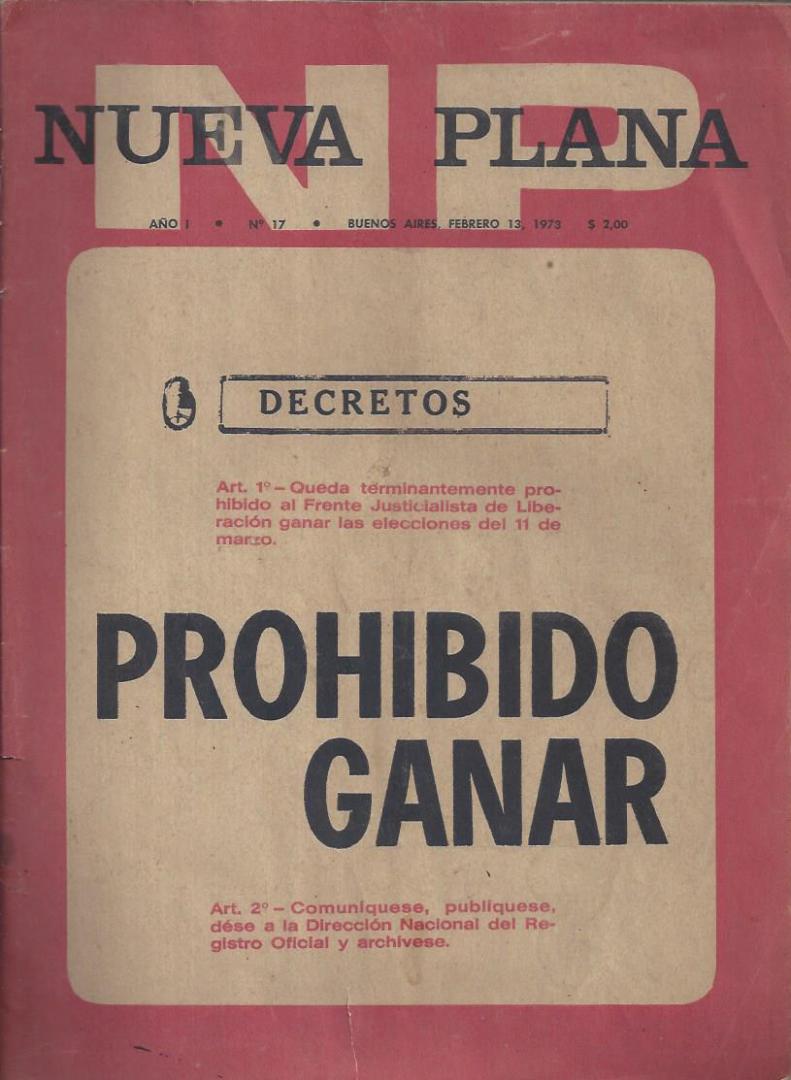 NP
NUEVA PLANA
AÑO I • Nº 17 • BUENOS AIRES, FEBRERO 13, 1973 $ 2,00
DECRETOS
Art. 1º – Queda terminantemente pro-
hibido al Frente Justicialista de Libe-
ración ganar las elecciones del 11 de
marzo.
PROHIBIDO
GANAR
Art. 2º – Comuníquese, publíquese,
dése a la Dirección Nacional del Re-
gistro Oficial y archívese.